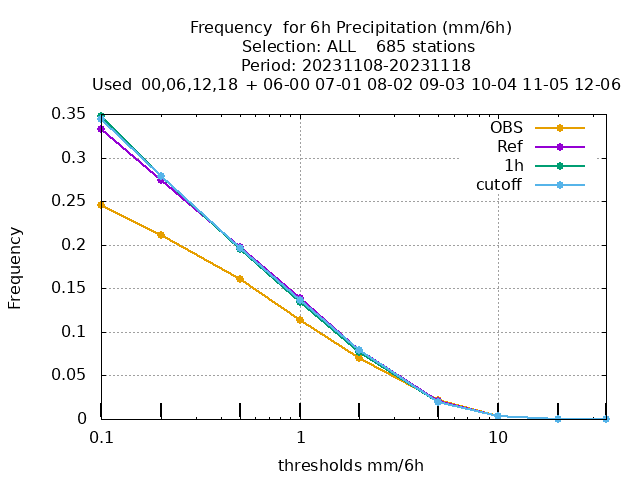 Frequency  for 6h Precipitation (mm/6h)
Selection: ALL    685 stations
Period: 20231108-20231118
Used  00,06,12,18  + 06-00 07-01 08-02 09-03 10-04 11-05 12-06
0.35
0.3
0.25
0.2
0.15
0.1
0.05
0
Frequency
OBS
Ref
1h
cutoff
0.1 1 10
thresholds mm/6h